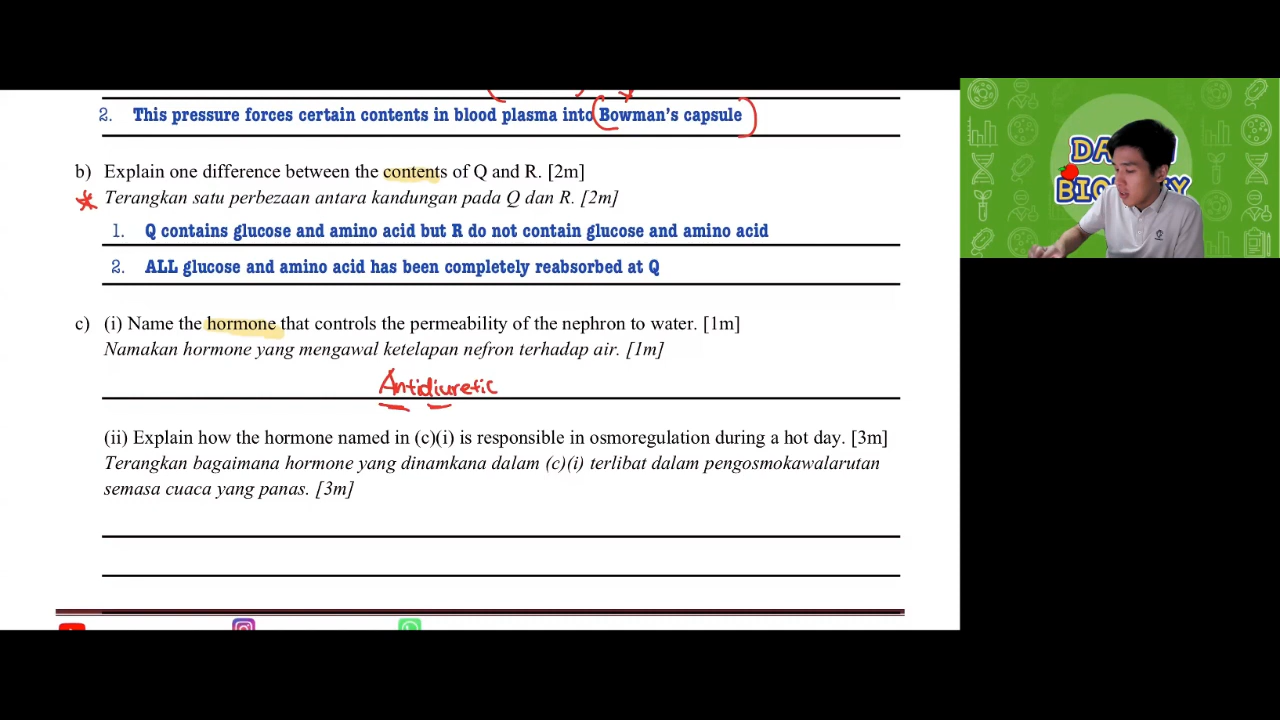 2. This pressure forces certain contents in blood plasma into Bowman's capsule
b) Explain one difference between the contents of Q and R. [2m]
Terangkan satu perbezaan antara kandungan pada Q dan R. [2m]
1. Q contains glucose and amino acid but R do not contain glucose and amino acid
2. ALL glucose and amino acid has been completely reabsorbed at Q
c) (i) Name the hormone that controls the permeability of the nephron to water. [1m]
Namakan hormone yang mengawal ketelapan nefron terhadap air. [1m]
Antidiuretic
(ii) Explain how the hormone named in (c)(i) is responsible in osmoregulation during a hot day. [3m]
Terangkan bagaimana hormone yang dinamkana dalam (c)(i) terlibat dalam pengosmokawalarutan
semasa cuaca yang panas. [3m]